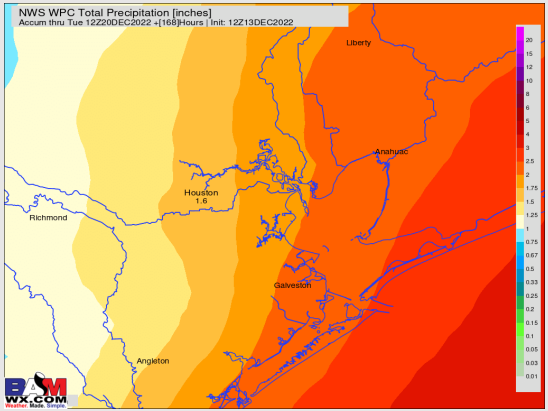 NWS WPC Total Precipitation [inches]
Accum thru Tue 12Z20DEC2022 +[168]Hours | Init: 12Z13DEC2022
Liberty
Anahuac
Houston
1.6
Richmond
Galveston
Angleton
20
15
12
10
8
6
5
4
3
2.5
2
1.75
1.5
1.25
1
0.75
0.67
0.5
0.33
0.25
0.2
0.15
0.1
0.05
0.03
0.01
BAM
WX.COM
Weather. Made. Simple.